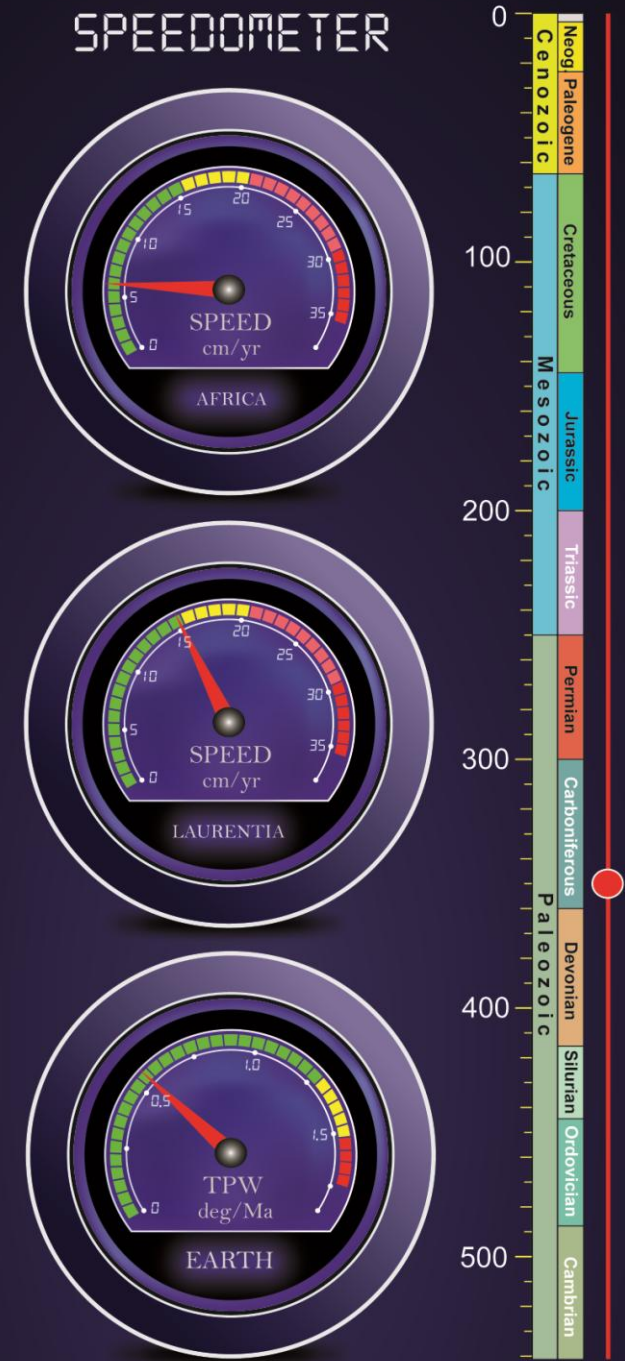 SPEEDOMETER
0
5
10
15
20
25
30
35
SPEED
cm/yr
AFRICA
0
5
10
15
20
25
30
35
SPEED
cm/yr
LAURENTIA
0
0.5
1.0
1.5
TPW
deg/Ma
EARTH
0
100
200
300
400
500
Cenozoic
Mesozoic
Paleozoic
Neog
Paleogene
Cretaceous
Jurassic
Triassic
Permian
Carboniferous
Devonian
Silurian
Ordovician
Cambrian